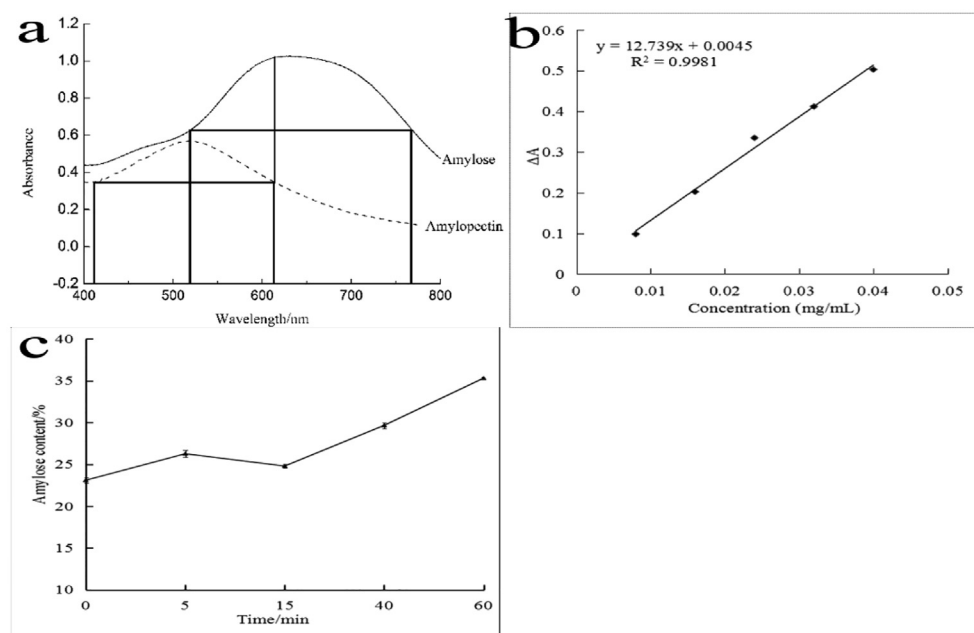 a
1.2
1.0
0.8
0.6
0.4
0.2
0.0
-0.2
Absorbance
400 500 600 700 800
Wavelength/nm
Amylose
Amylopectin
b
y = 12.739x + 0.0045
R² = 0.9981
0.6
0.5
0.4
0.3
0.2
0.1
0
ΔA
0 0.01 0.02 0.03 0.04 0.05
Concentration (mg/mL)
c
40
35
30
25
20
15
10
Amylose content/%
0 5 15 40 60
Time/min